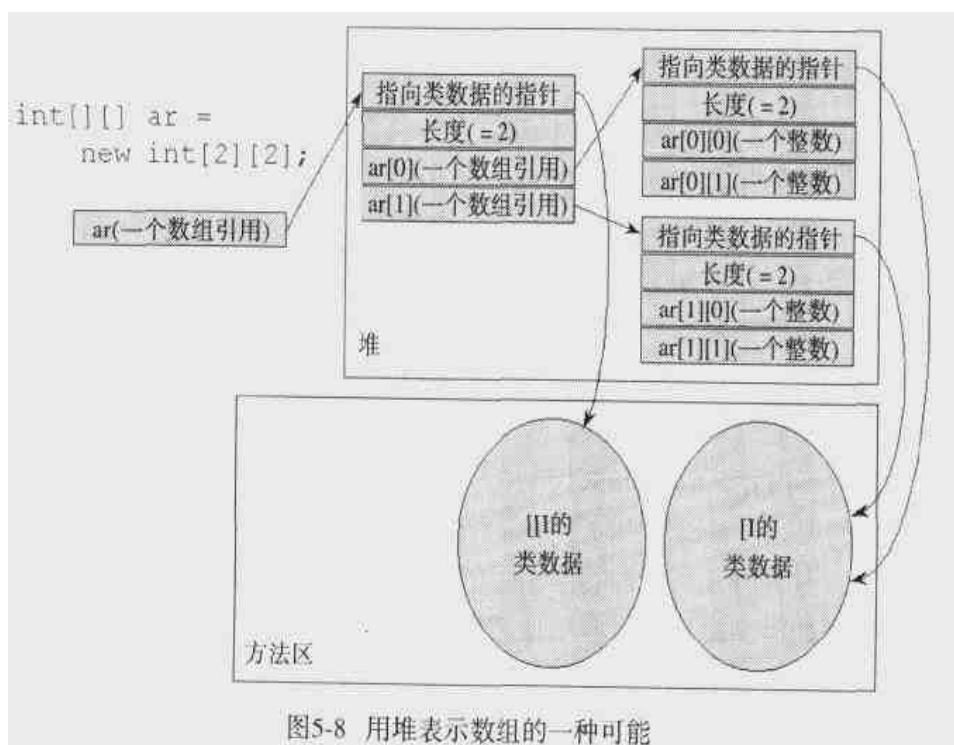 int[][] ar =
new int[2][2];
ar(一个数组引用)
指向类数据的指针
长度(=2)
ar[0](一个数组引用)
ar[1](一个数组引用)
指向类数据的指针
长度(=2)
ar[0][0](一个整数)
ar[0][1](一个整数)
指向类数据的指针
长度(=2)
ar[1][0](一个整数)
ar[1][1](一个整数)
堆
[[I的
类数据
[I的
类数据
方法区
图5-8 用堆表示数组的一种可能